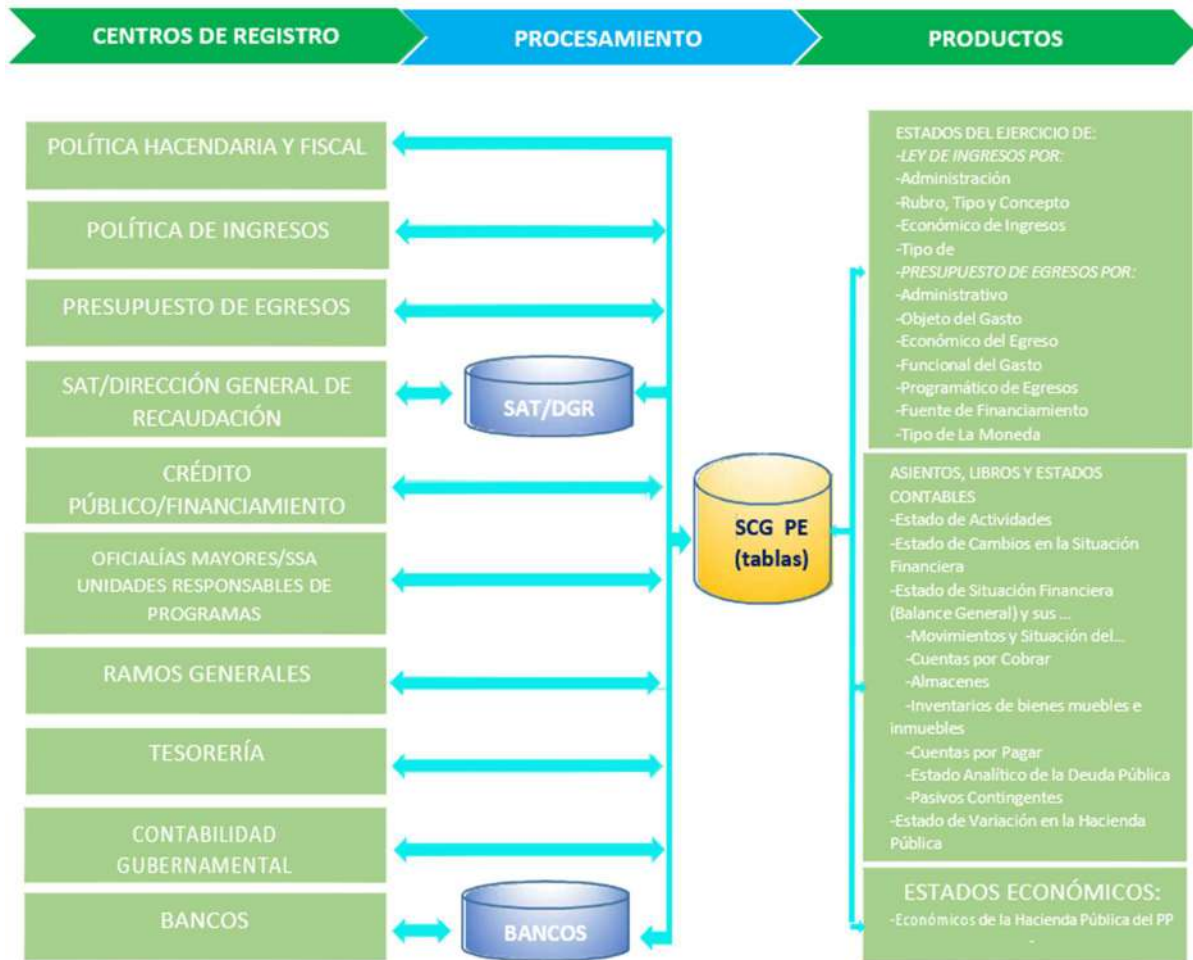 CENTROS DE REGISTRO
PROCESAMIENTO
PRODUCTOS
POLÍTICA HACENDARIA Y FISCAL
POLÍTICA DE INGRESOS
PRESUPUESTO DE EGRESOS
SAT/DIRECCIÓN GENERAL DE
RECAUDACIÓN
CRÉDITO
PÚBLICO/FINANCIAMIENTO
OFICIALÍAS MAYORES/SSA
UNIDADES RESPONSABLES DE
PROGRAMAS
RAMOS GENERALES
TESORERÍA
CONTABILIDAD
GUBERNAMENTAL
BANCOS
SAT/DGR
BANCOS
SCG PE
(tablas)
ESTADOS DEL EJERCICIO DE:
-LEY DE INGRESOS POR:
-Administración
-Rubro, Tipo y Concepto
-Económico de Ingresos
-Tipo de
-PRESUPUESTO DE EGRESOS POR:
-Administrativo
-Objeto del Gasto
-Económico del Egreso
-Funcional del Gasto
-Programático de Egresos
-Fuente de Financiamiento
-Tipo de La Moneda
ASIENTOS, LIBROS Y ESTADOS
CONTABLES
-Estado de Actividades
-Estado de Cambios en la Situación
Financiera
-Estado de Situación Financiera
(Balance General) y sus ...
-Movimientos y Situación del...
-Cuentas por Cobrar
-Almacenes
-Inventarios de bienes muebles e
inmuebles
-Cuentas por Pagar
-Estado Analítico de la Deuda Pública
-Pasivos Contingentes
-Estado de Variación en la Hacienda
Pública
ESTADOS ECONÓMICOS:
-Económicos de la Hacienda Pública del PP
-